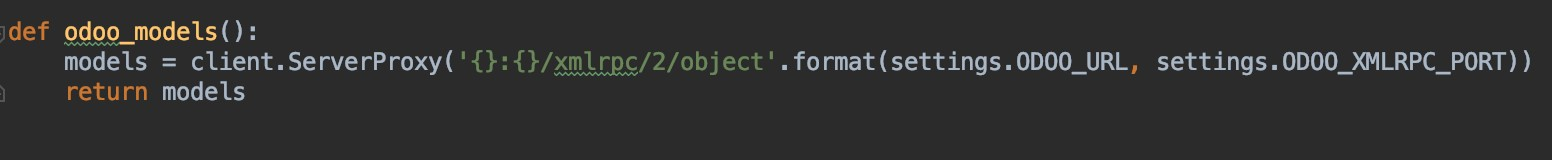 def odoo_models():
    models = client.ServerProxy('{}:{}/xmlrpc/2/object'.format(settings.ODOO_URL, settings.ODOO_XMLRPC_PORT))
    return models